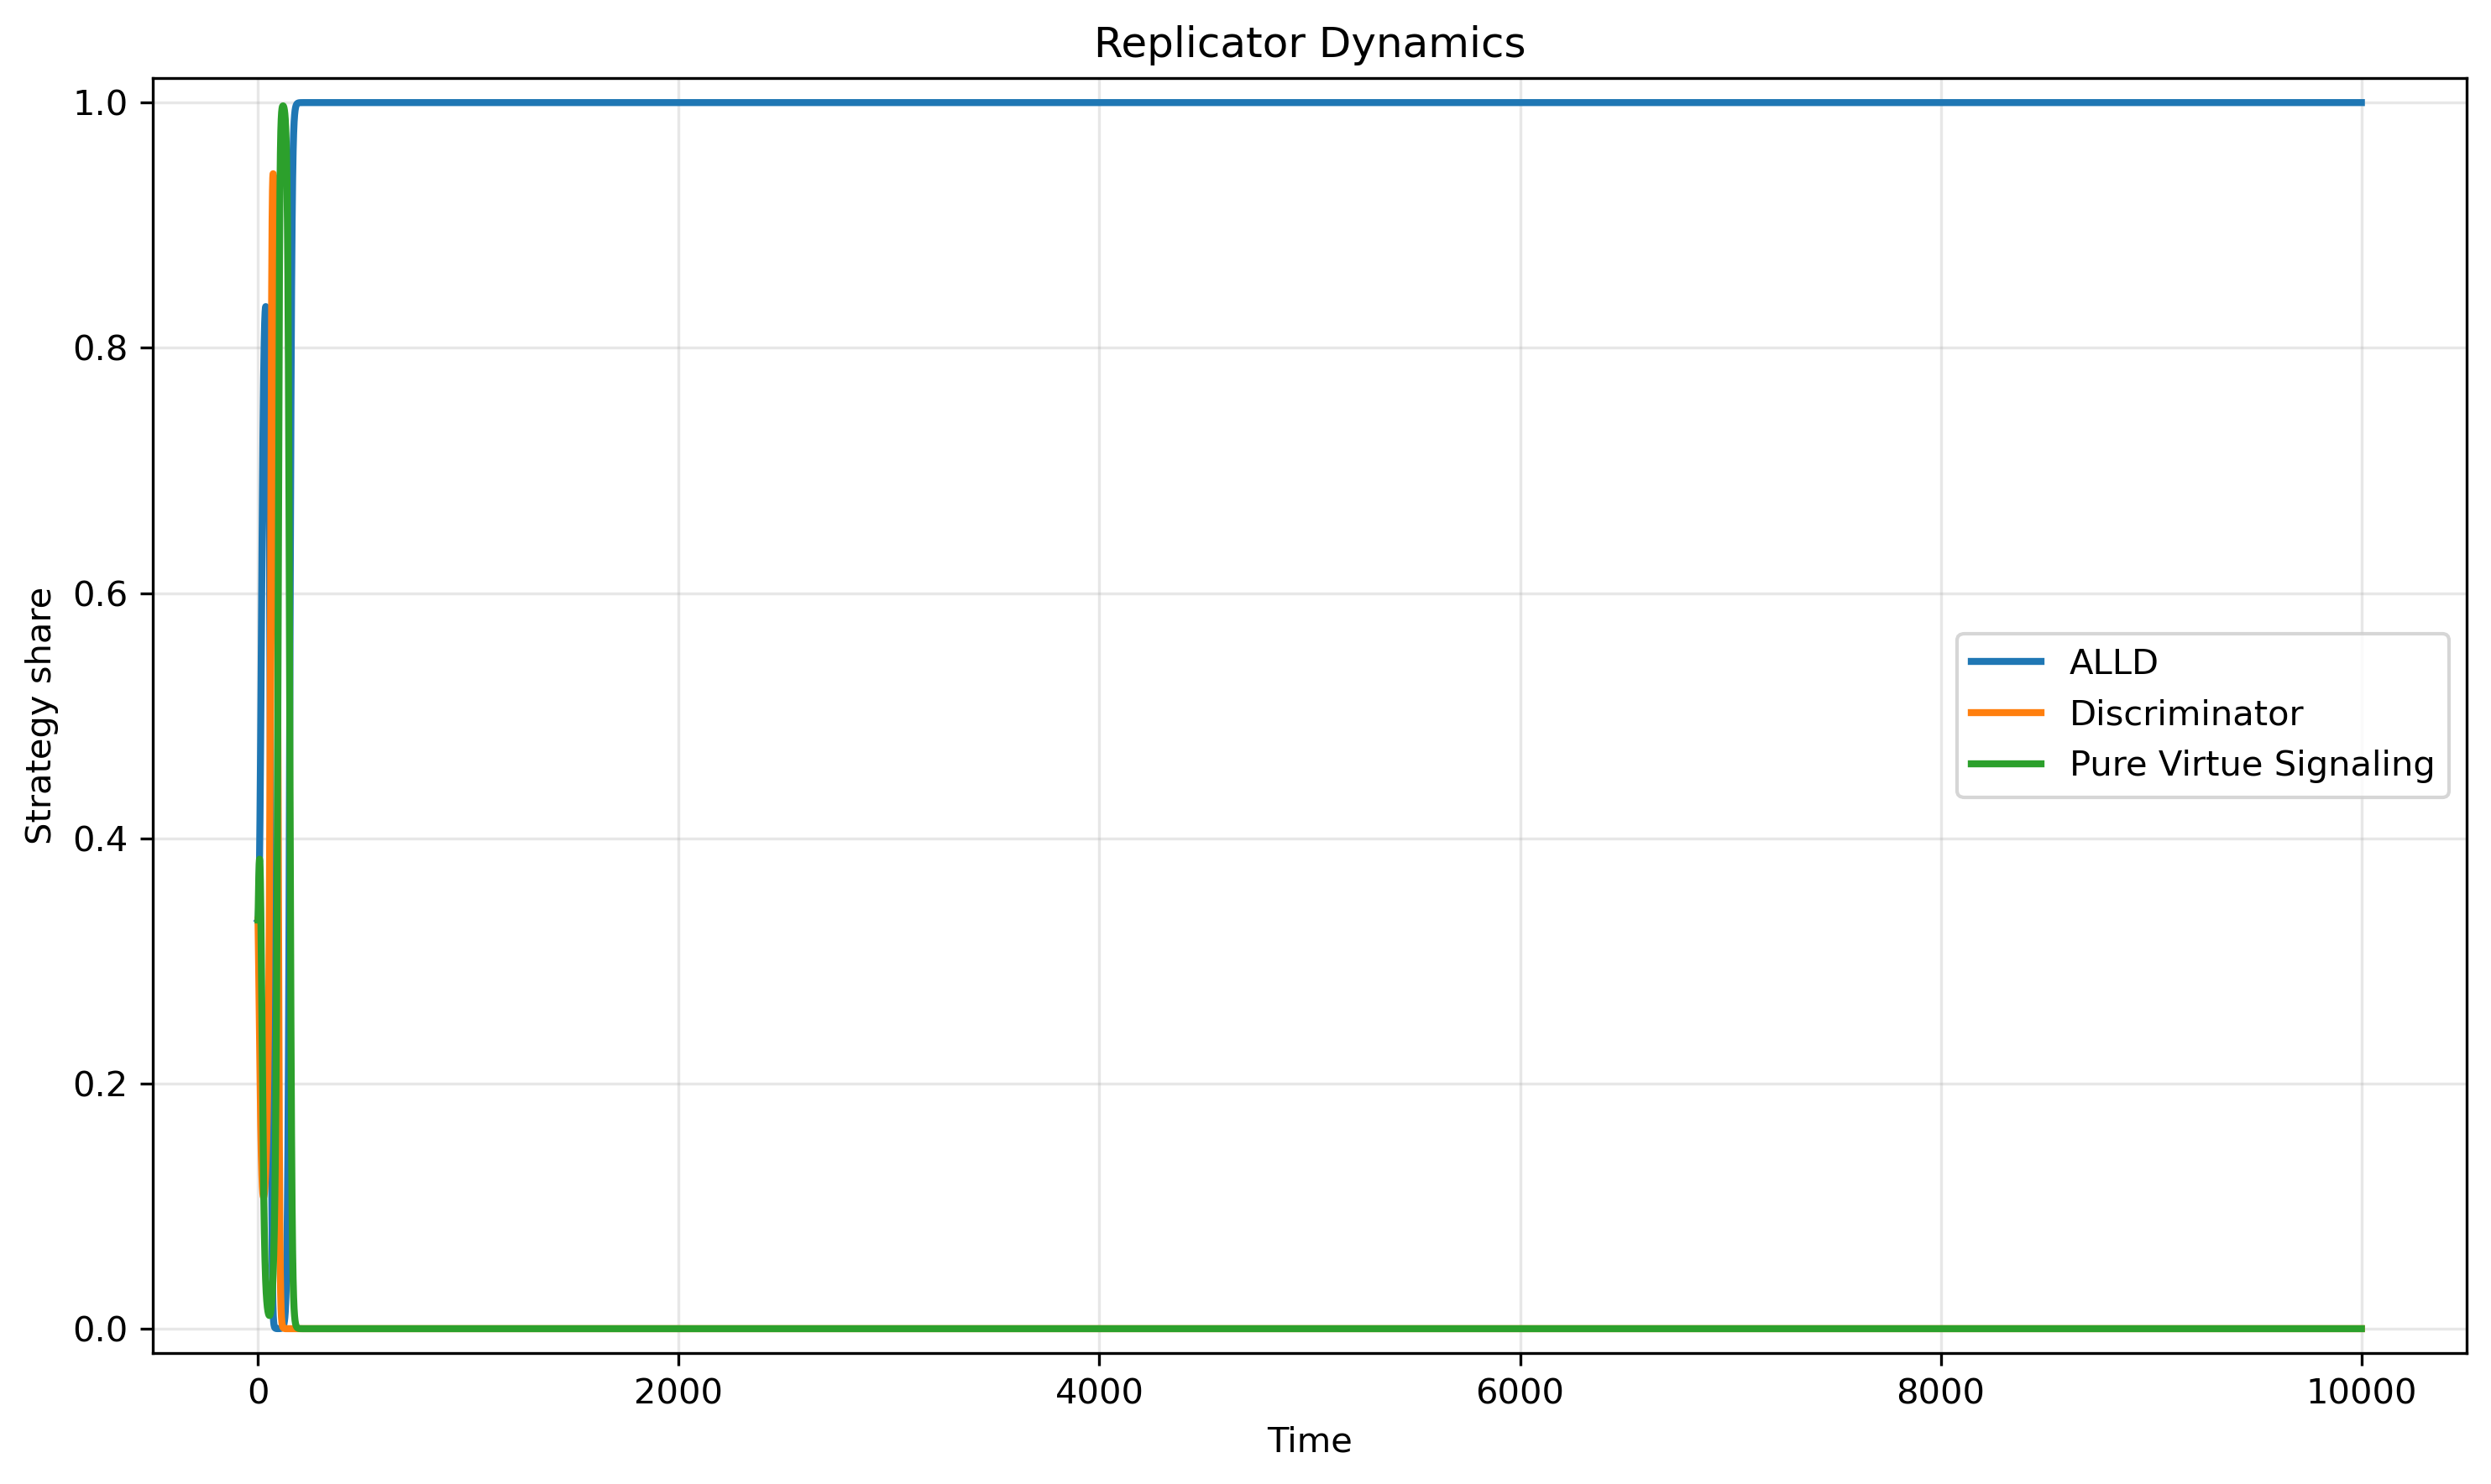 Replicator Dynamics
Strategy share
1.0
0.8
0.6
0.4
0.2
0.0
0
2000
4000
6000
8000
10000
Time
ALLD
Discriminator
Pure Virtue Signaling